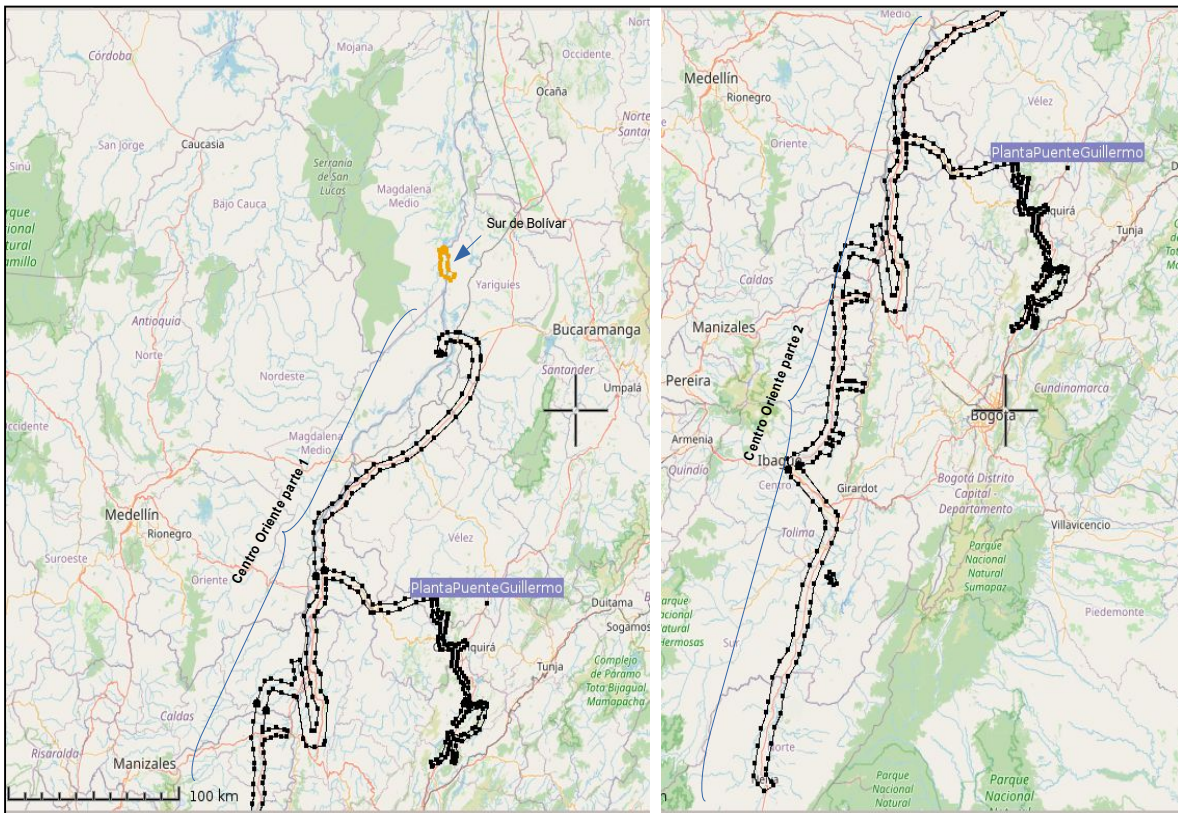 Córdoba
Mojana
Norte
Occidente
Ocaña
San Jorge
Caucasia
Norte
Santander
Sinú
Serranía
de San
Lucas
Magdalena
Medio
Bajo Cauca
Parque
Nacional
Natural
Sur de Bolívar
Yariguies
Antioquia
Bucaramanga
Norte
Santander
Nordeste
Umpalá
Occidente
Magdalena
Medio
Centro Oriente parte 1
Medellín
Rionegro
Vélez
Suroeste
Oriente
PlantaPuenteGuillermo
Duitama
Sogamoso
Tunja
Complejo
de Páramo
Tota Bijagual
Mamapacha
Caldas
Risaralda
Manizales
100 km
Medio
Medellín
Rionegro
Vélez
Oriente
PlantaPuenteGuillermo
Tunja
Caldas
Manizales
Centro Oriente parte 2
Pereira
Cundinamarca
Bogotá
Armenia
Ibagué
Quindío
Centro
Girardot
Bogotá Distrito
Capital -
Departamento
Tolima
Villavicencio
Parque
Nacional
Natural
Sumapaz
Parque
Nacional
Natural
Hermosas
Piedemonte
Sur
Norte
Neiva
Parque
Nacional
Natural
Parque
Nacional
Natural